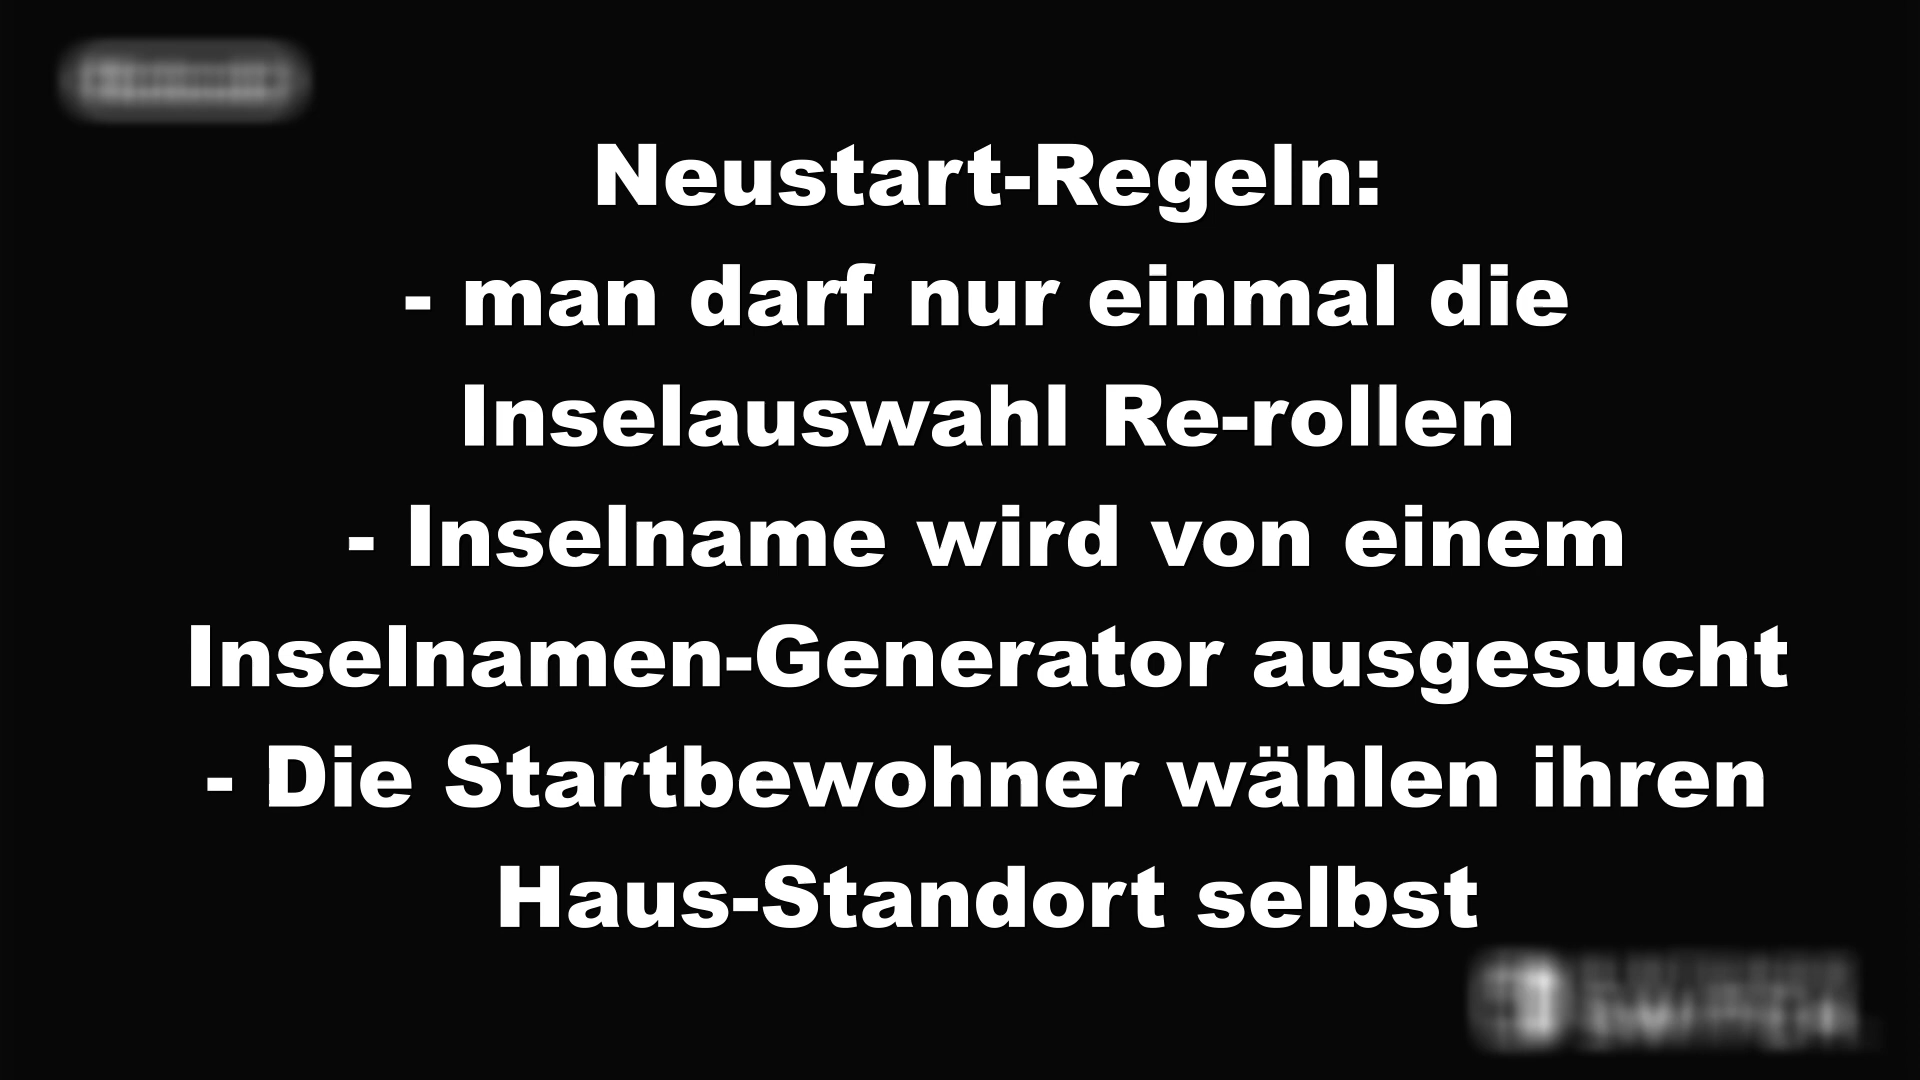 Neustart-Regeln:
- man darf nur einmal die
Inselauswahl Re-rollen
- Inselname wird von einem
Inselnamen-Generator ausgesucht
- Die Startbewohner wählen ihren
Haus-Standort selbst